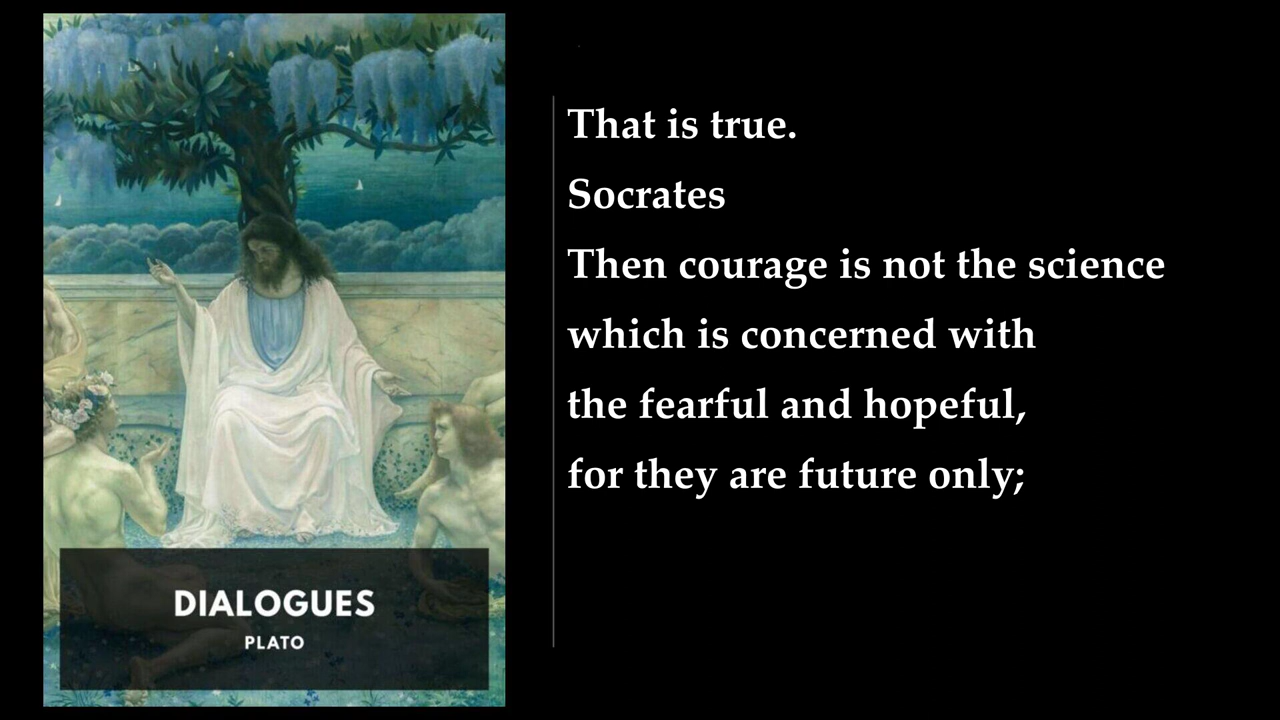 DIALOGUES
PLATO
That is true.
Socrates
Then courage is not the science
which is concerned with
the fearful and hopeful,
for they are future only;